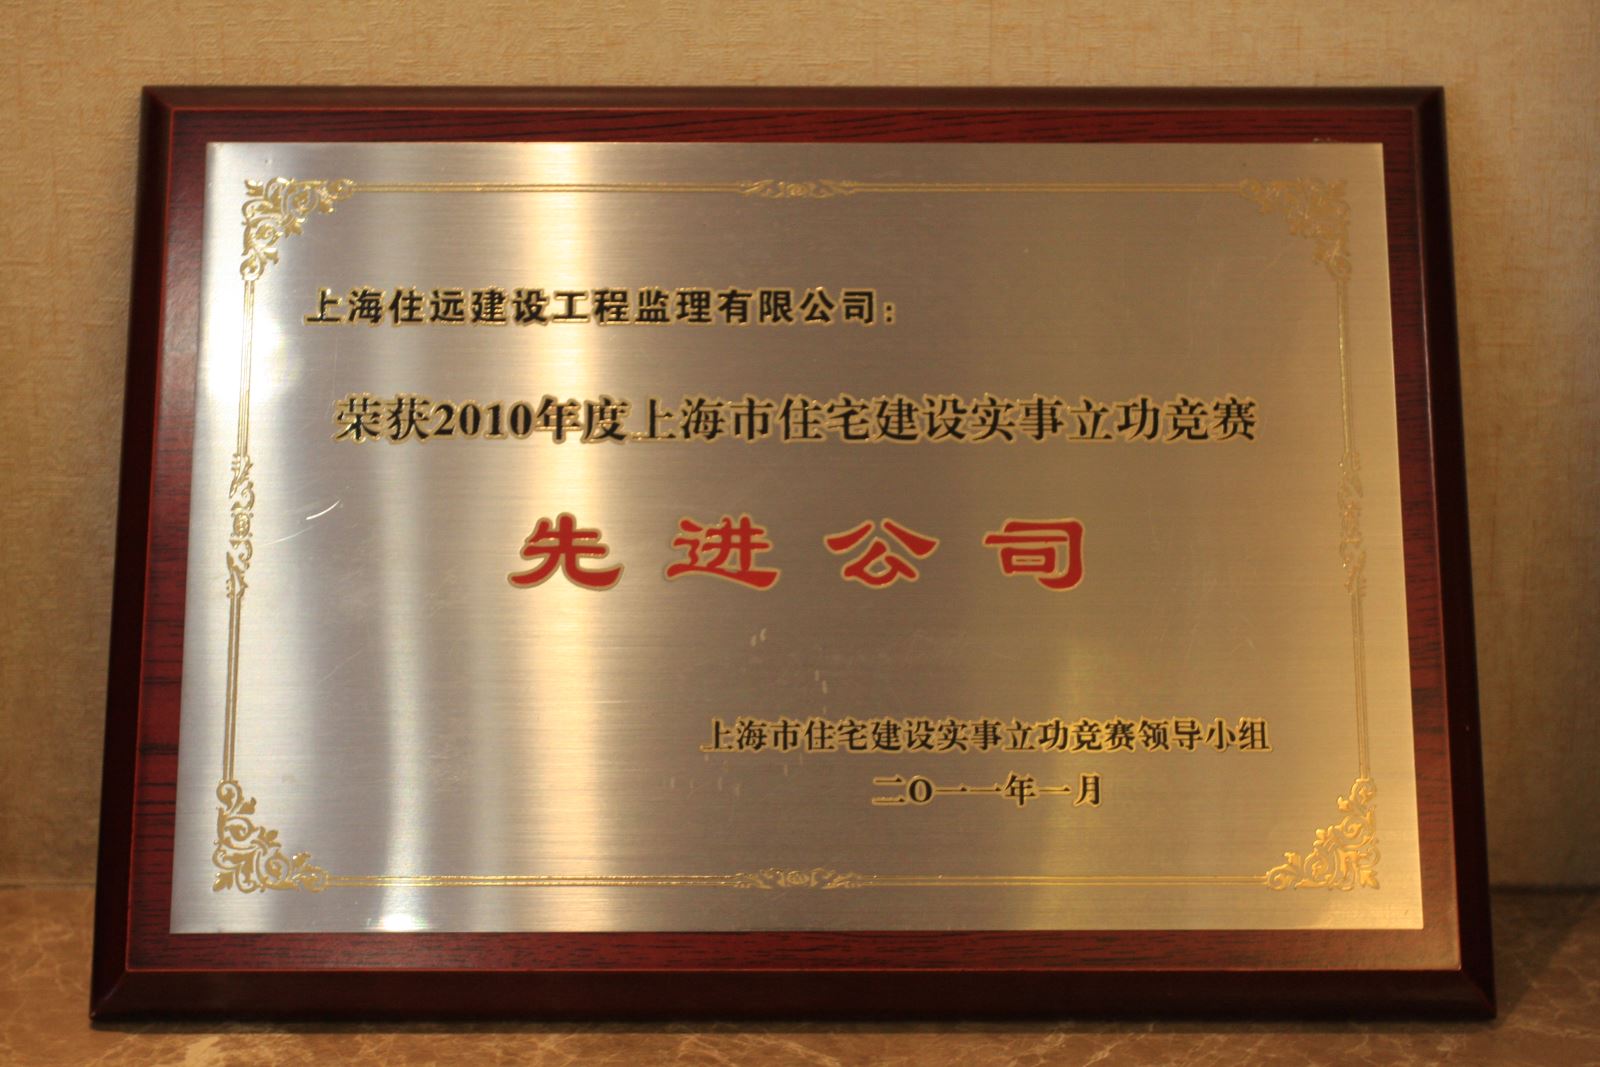 上海住远建设工程监理有限公司：
荣获2010年度上海市住宅建设实事立功竞赛
先进公司
上海市住宅建设实事立功竞赛领导小组
二O一一年一月